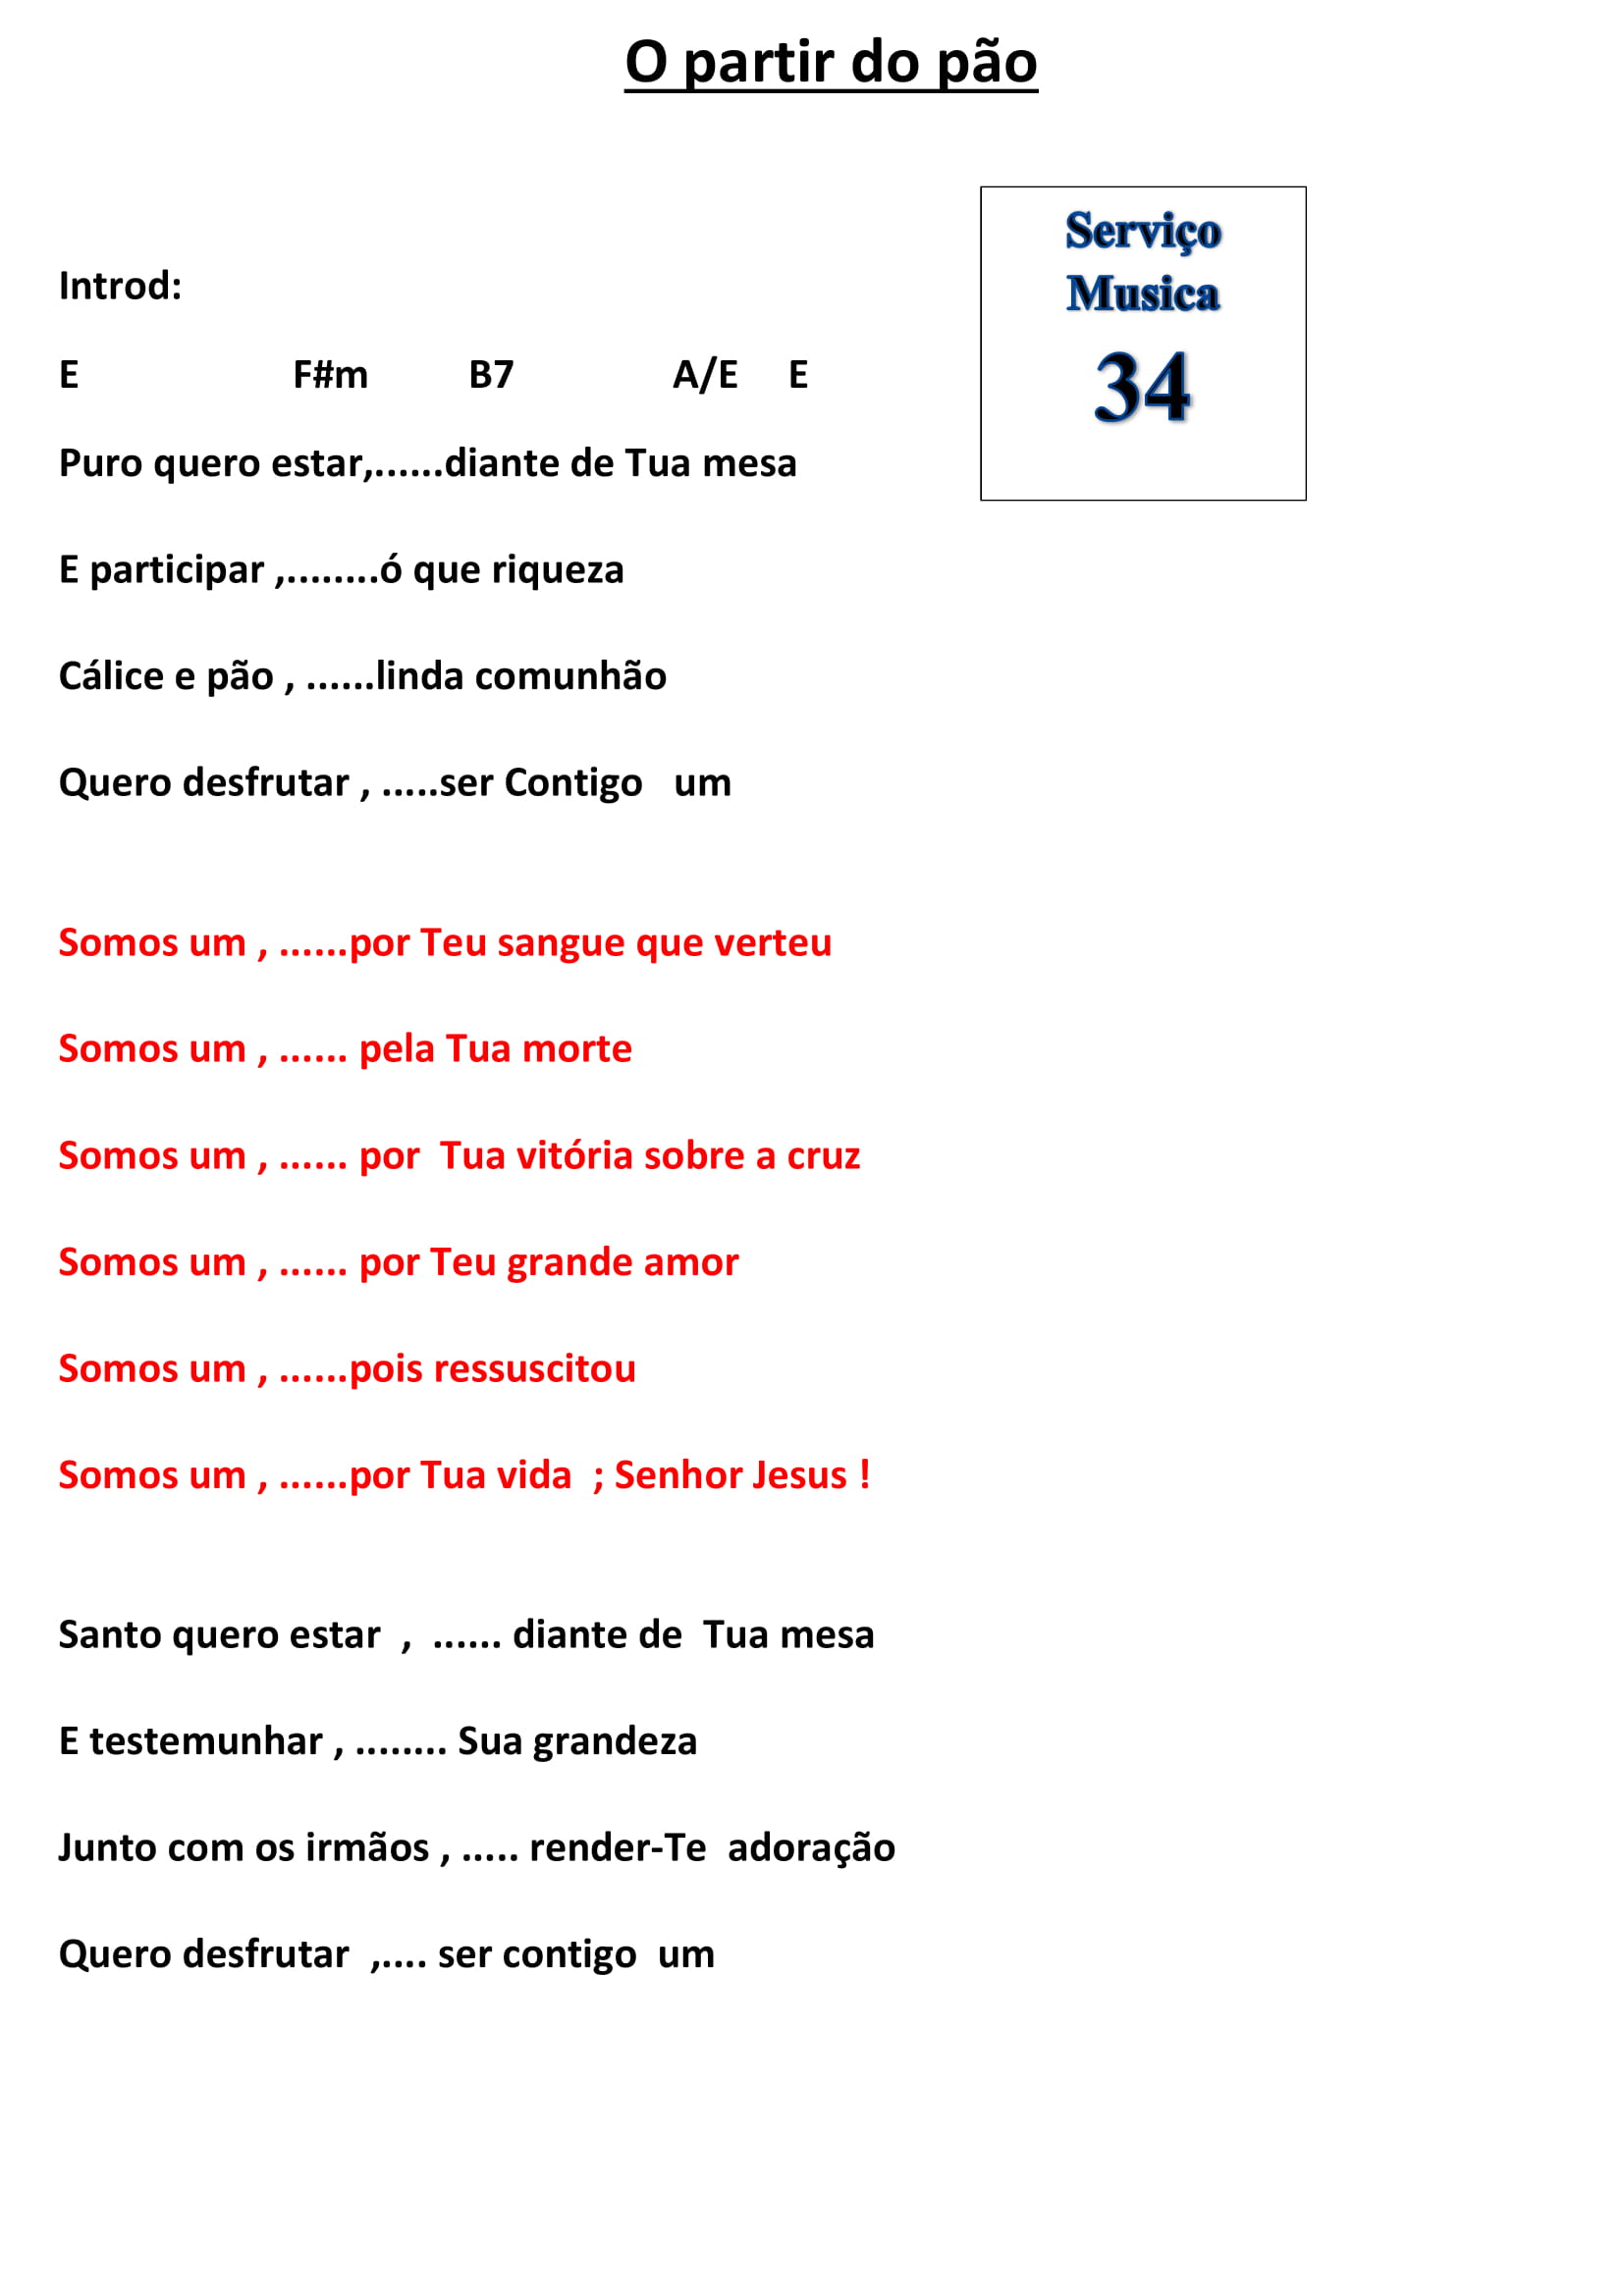 O partir do pão
Serviço
Musica
34
Introd:
E F#m B7 A/E E
Puro quero estar,......diante de Tua mesa
E participar ,........ó que riqueza
Cálice e pão , ......linda comunhão
Quero desfrutar , .....ser Contigo um
Somos um , ......por Teu sangue que verteu
Somos um , ...... pela Tua morte
Somos um , ...... por Tua vitória sobre a cruz
Somos um , ...... por Teu grande amor
Somos um , ......pois ressuscitou
Somos um , ......por Tua vida ; Senhor Jesus !
Santo quero estar , ...... diante de Tua mesa
E testemunhar , ........ Sua grandeza
Junto com os irmãos , ..... render-Te adoração
Quero desfrutar ,.... ser contigo um